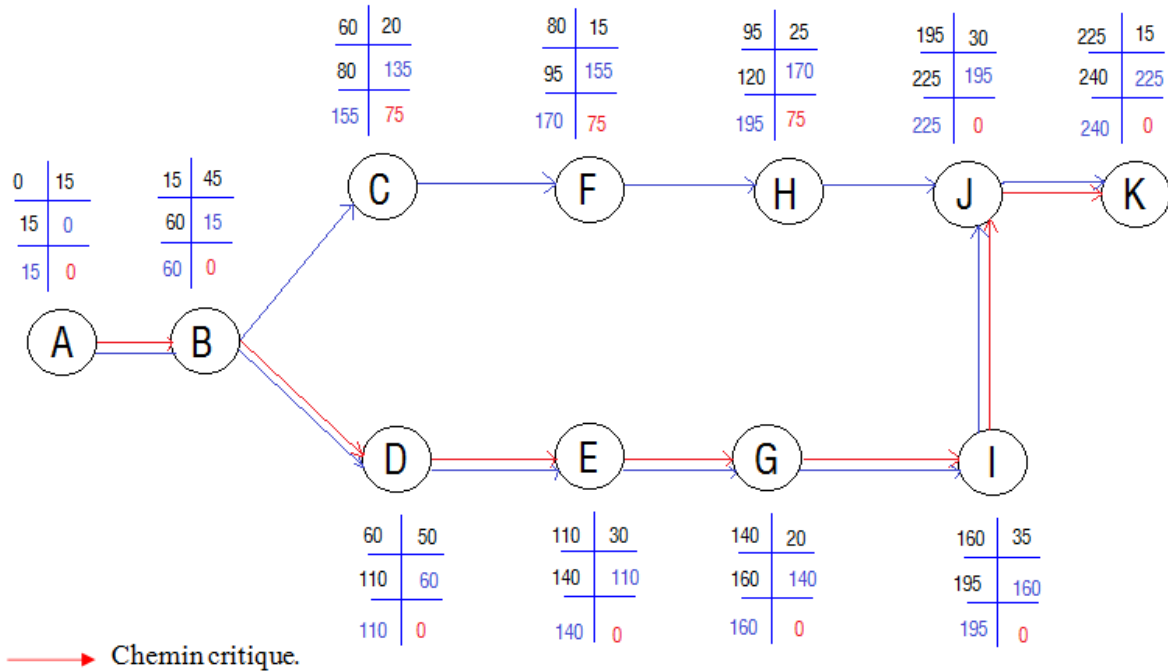 60 20 80 15 95 25 195 30 225 15
80 135 95 155 120 170 225 195 240 225
155 75 170 75 195 75 225 0 240 0
0 15 15 45
15 0 60 15
15 0 60 0
C F H J K
A B
D E G I
60 50 110 30 140 20 160 35
110 60 140 110 160 140 195 160
110 0 140 0 160 0 195 0
Chemin critique.